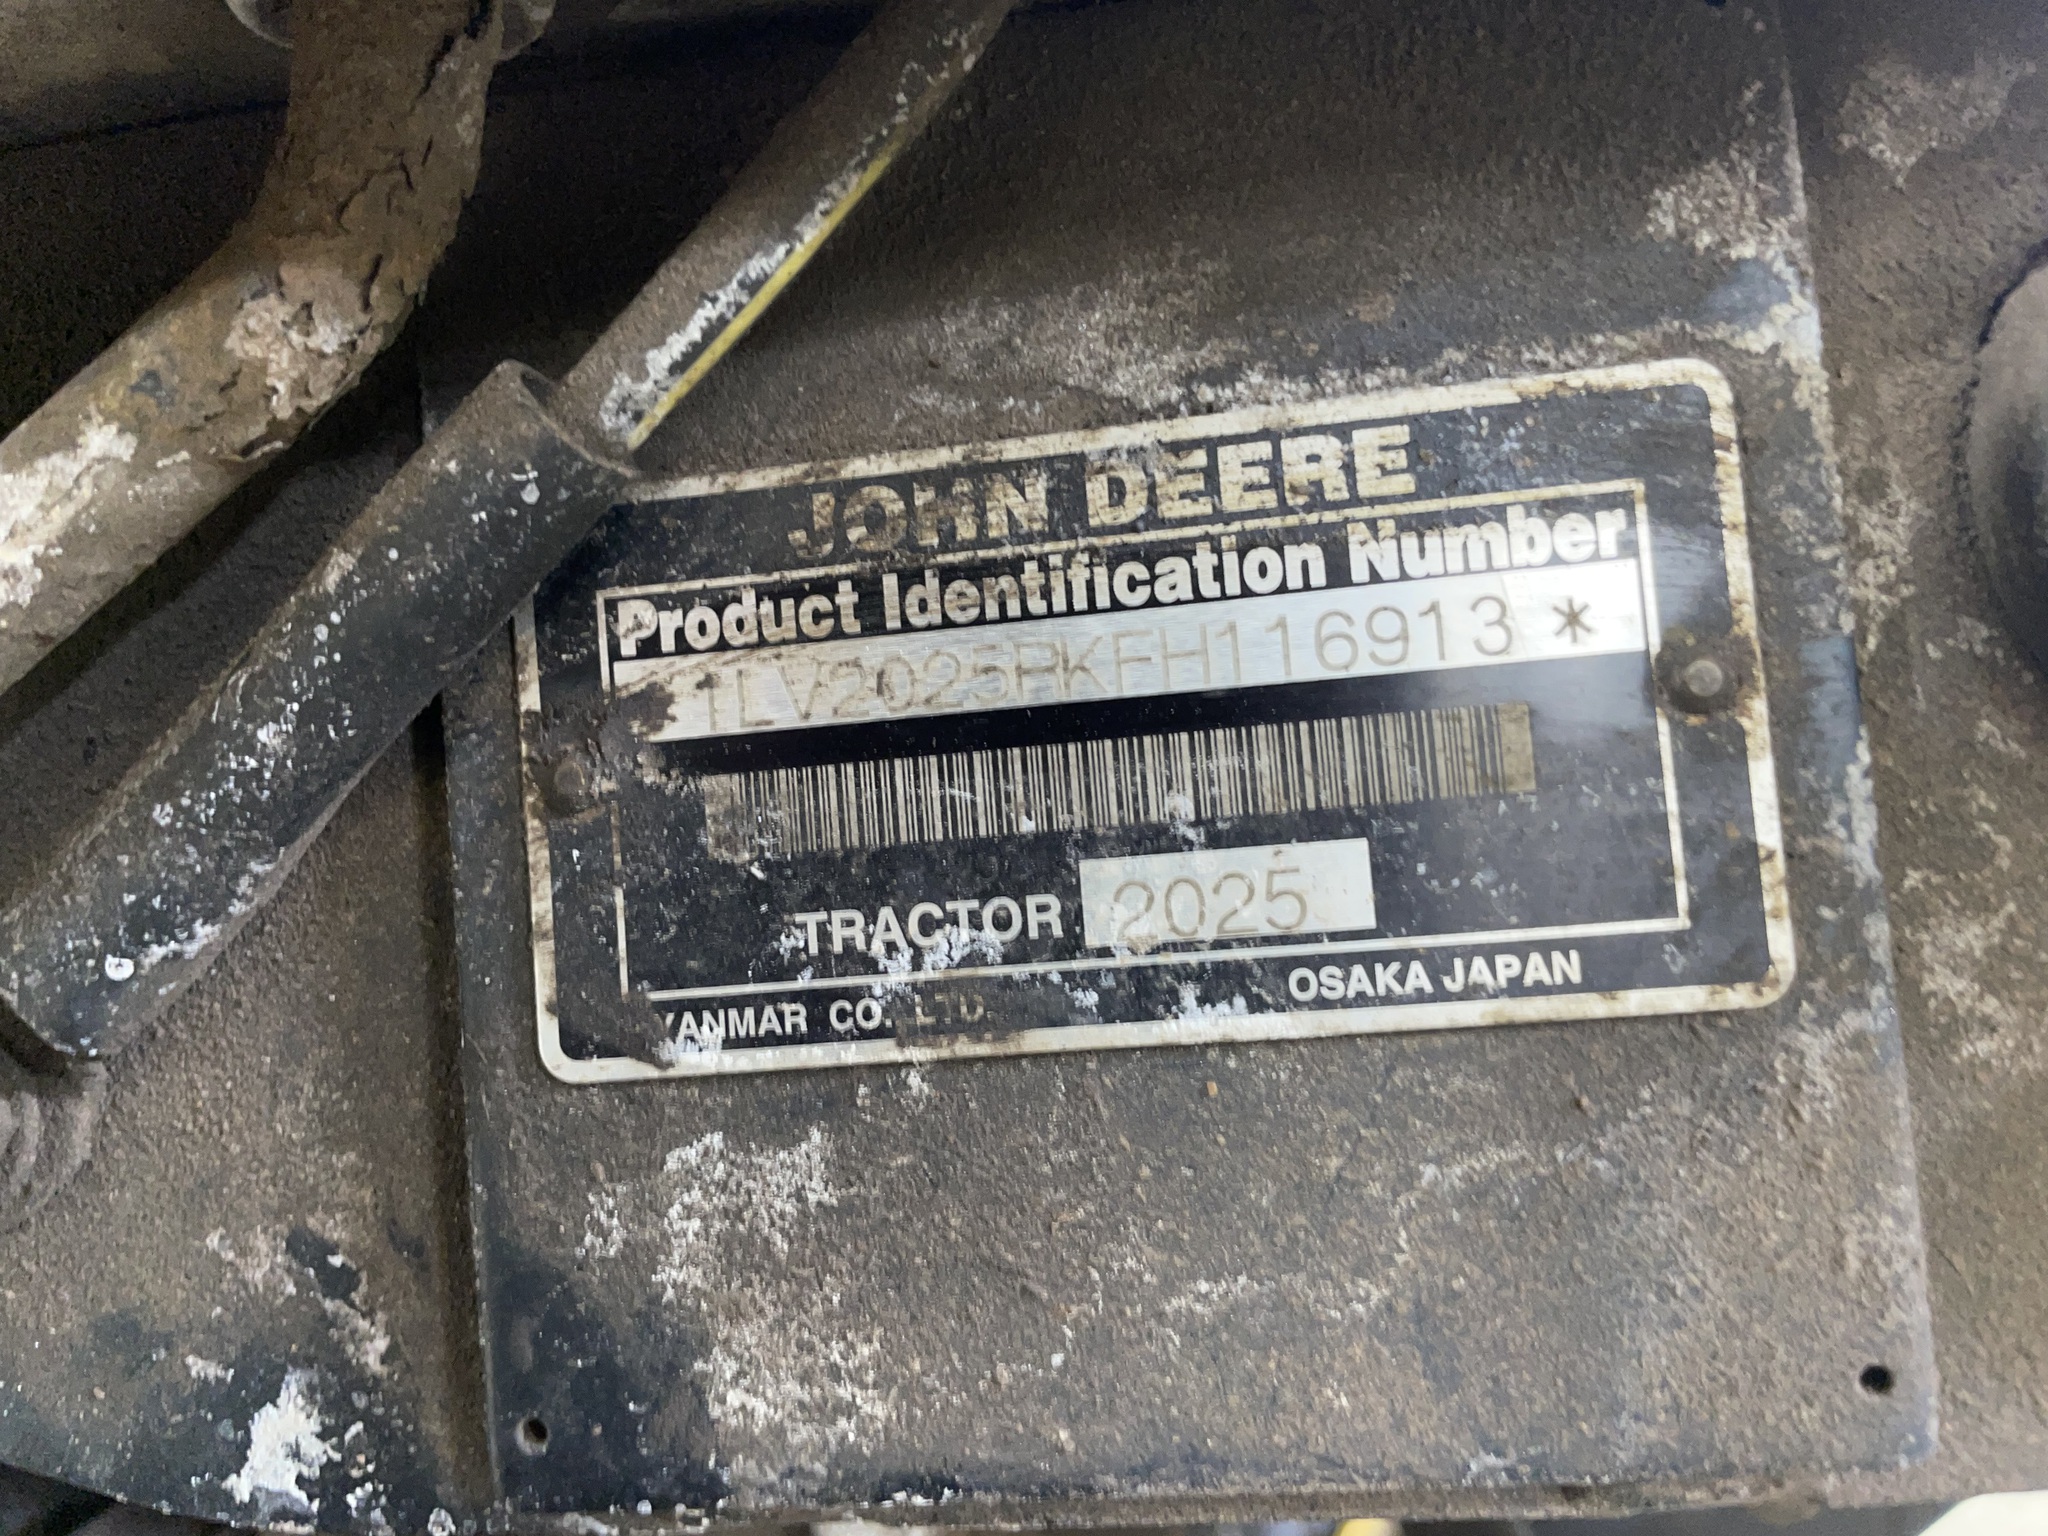 JOHN DEERE
Product Identification Number
1LV2025RKFH116913*
TRACTOR 2025
YANMAR CO. LTD. OSAKA JAPAN